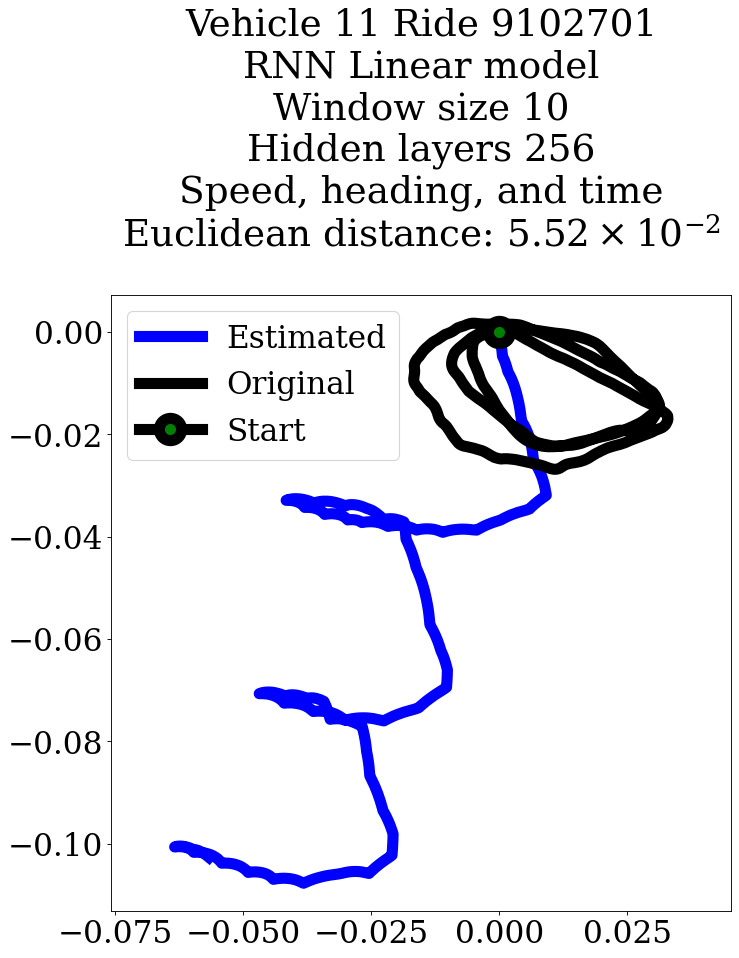 Vehicle 11 Ride 9102701
RNN Linear model
Window size 10
Hidden layers 256
Speed, heading, and time
Euclidean distance: 5.52 × 10⁻²
Estimated
Original
Start
0.00
−0.02
−0.04
−0.06
−0.08
−0.10
−0.075 −0.050 −0.025 0.000 0.025